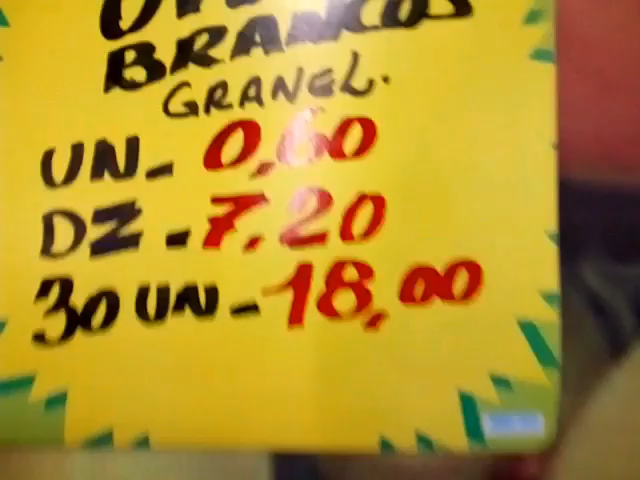 BRANCOS
GRANEL.
UN- 0,60
DZ-7,20
30 UN-18,00